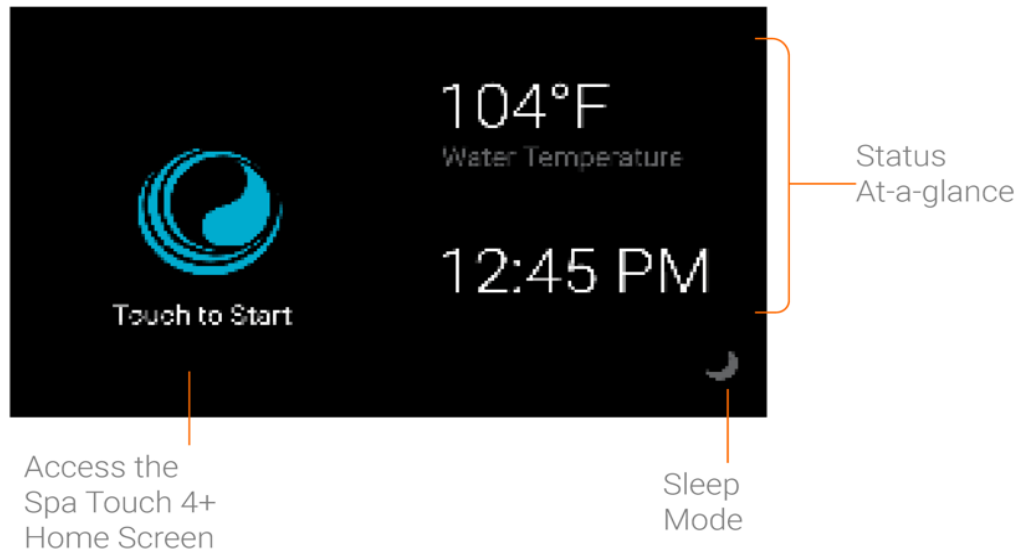 104°F
Water Temperature
12:45 PM
Touch to Start
Status
At-a-glance
Access the
Spa Touch 4+
Home Screen
Sleep
Mode